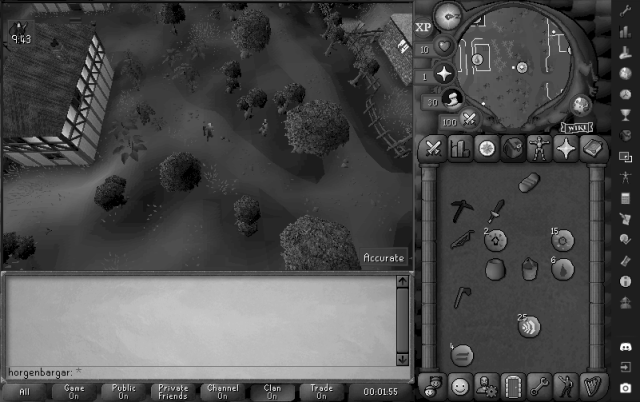 9:43
XP
10
1
30
100
WIKI
2
15
6
25
Accurate
horgenbargar: *
All
Game
On
Public
On
Private
Friends
Channel
On
Clan
On
Trade
On
00:01:55